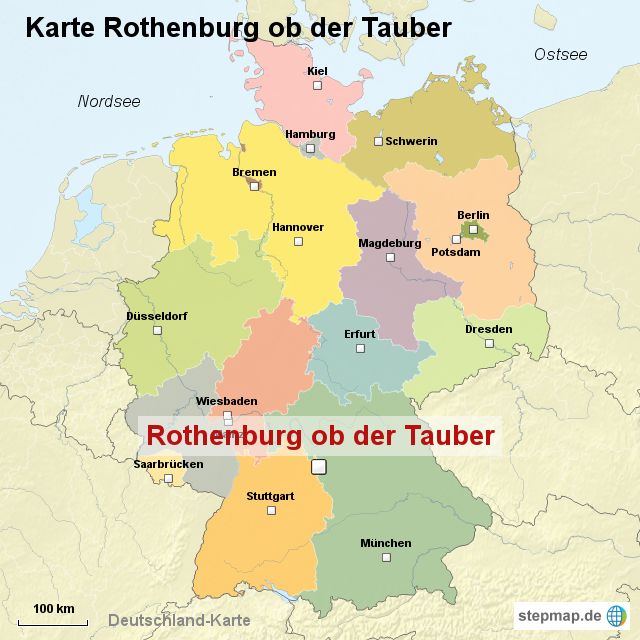 Karte Rothenburg ob der Tauber
Ostsee
Kiel
Nordsee
Hamburg
Schwerin
Bremen
Berlin
Hannover
Magdeburg
Potsdam
Düsseldorf
Erfurt
Dresden
Wiesbaden
Rothenburg ob der Tauber
Saarbrücken
Stuttgart
München
100 km
Deutschland-Karte
stepmap.de